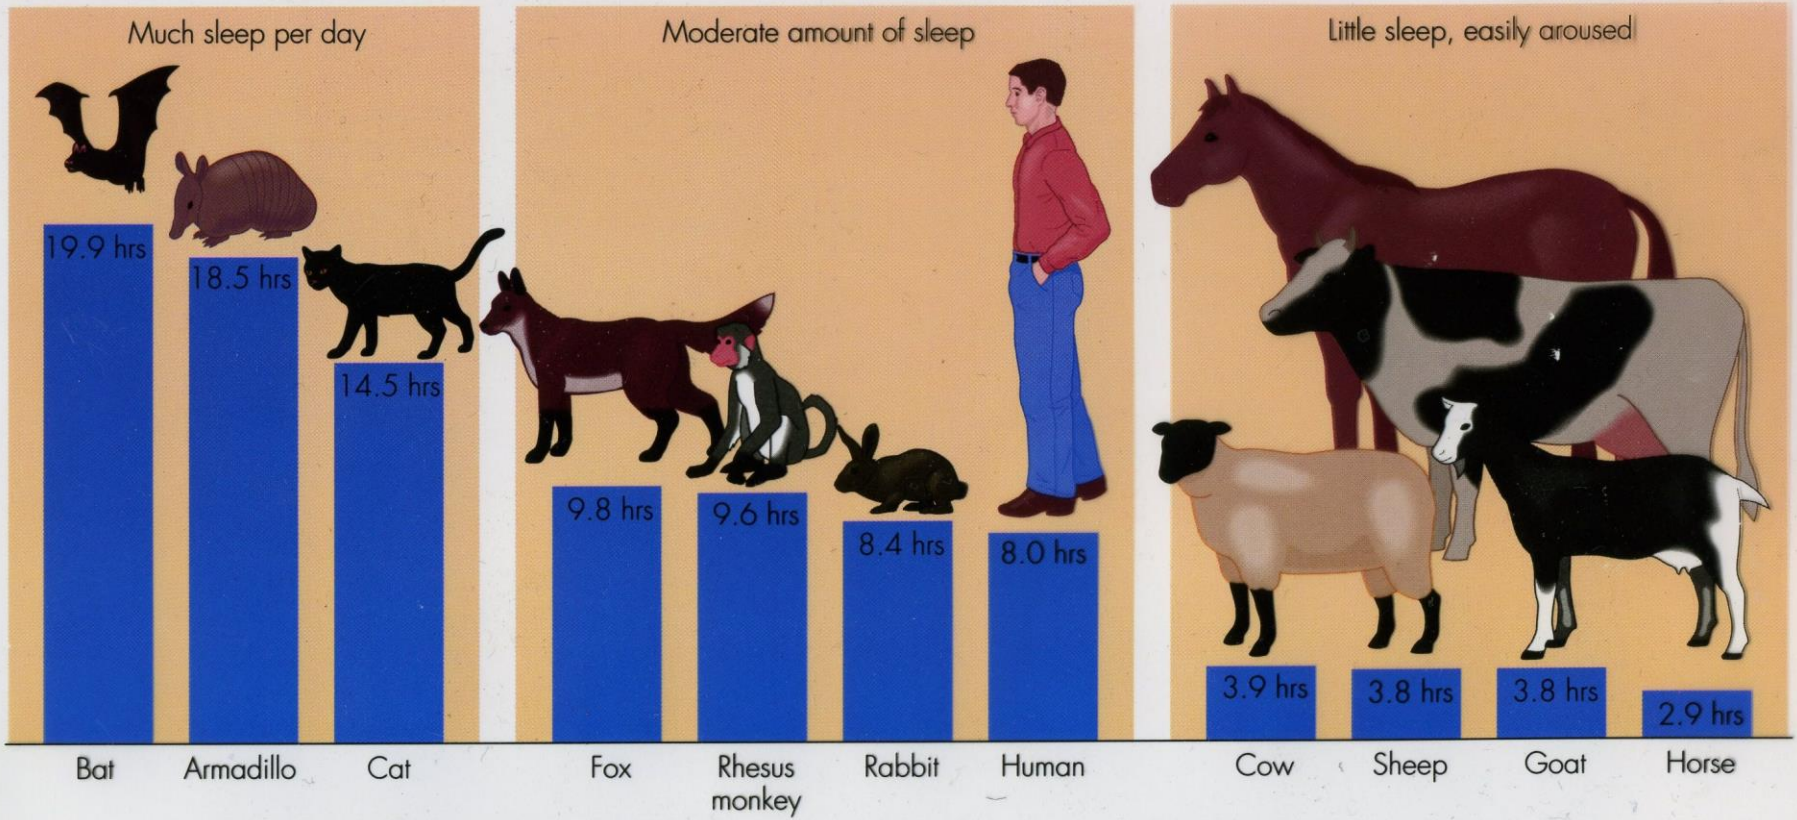 Much sleep per day
Moderate amount of sleep
Little sleep, easily aroused
19.9 hrs
18.5 hrs
14.5 hrs
9.8 hrs
9.6 hrs
8.4 hrs
8.0 hrs
3.9 hrs
3.8 hrs
3.8 hrs
2.9 hrs
Bat
Armadillo
Cat
Fox
Rhesus
monkey
Rabbit
Human
Cow
Sheep
Goat
Horse